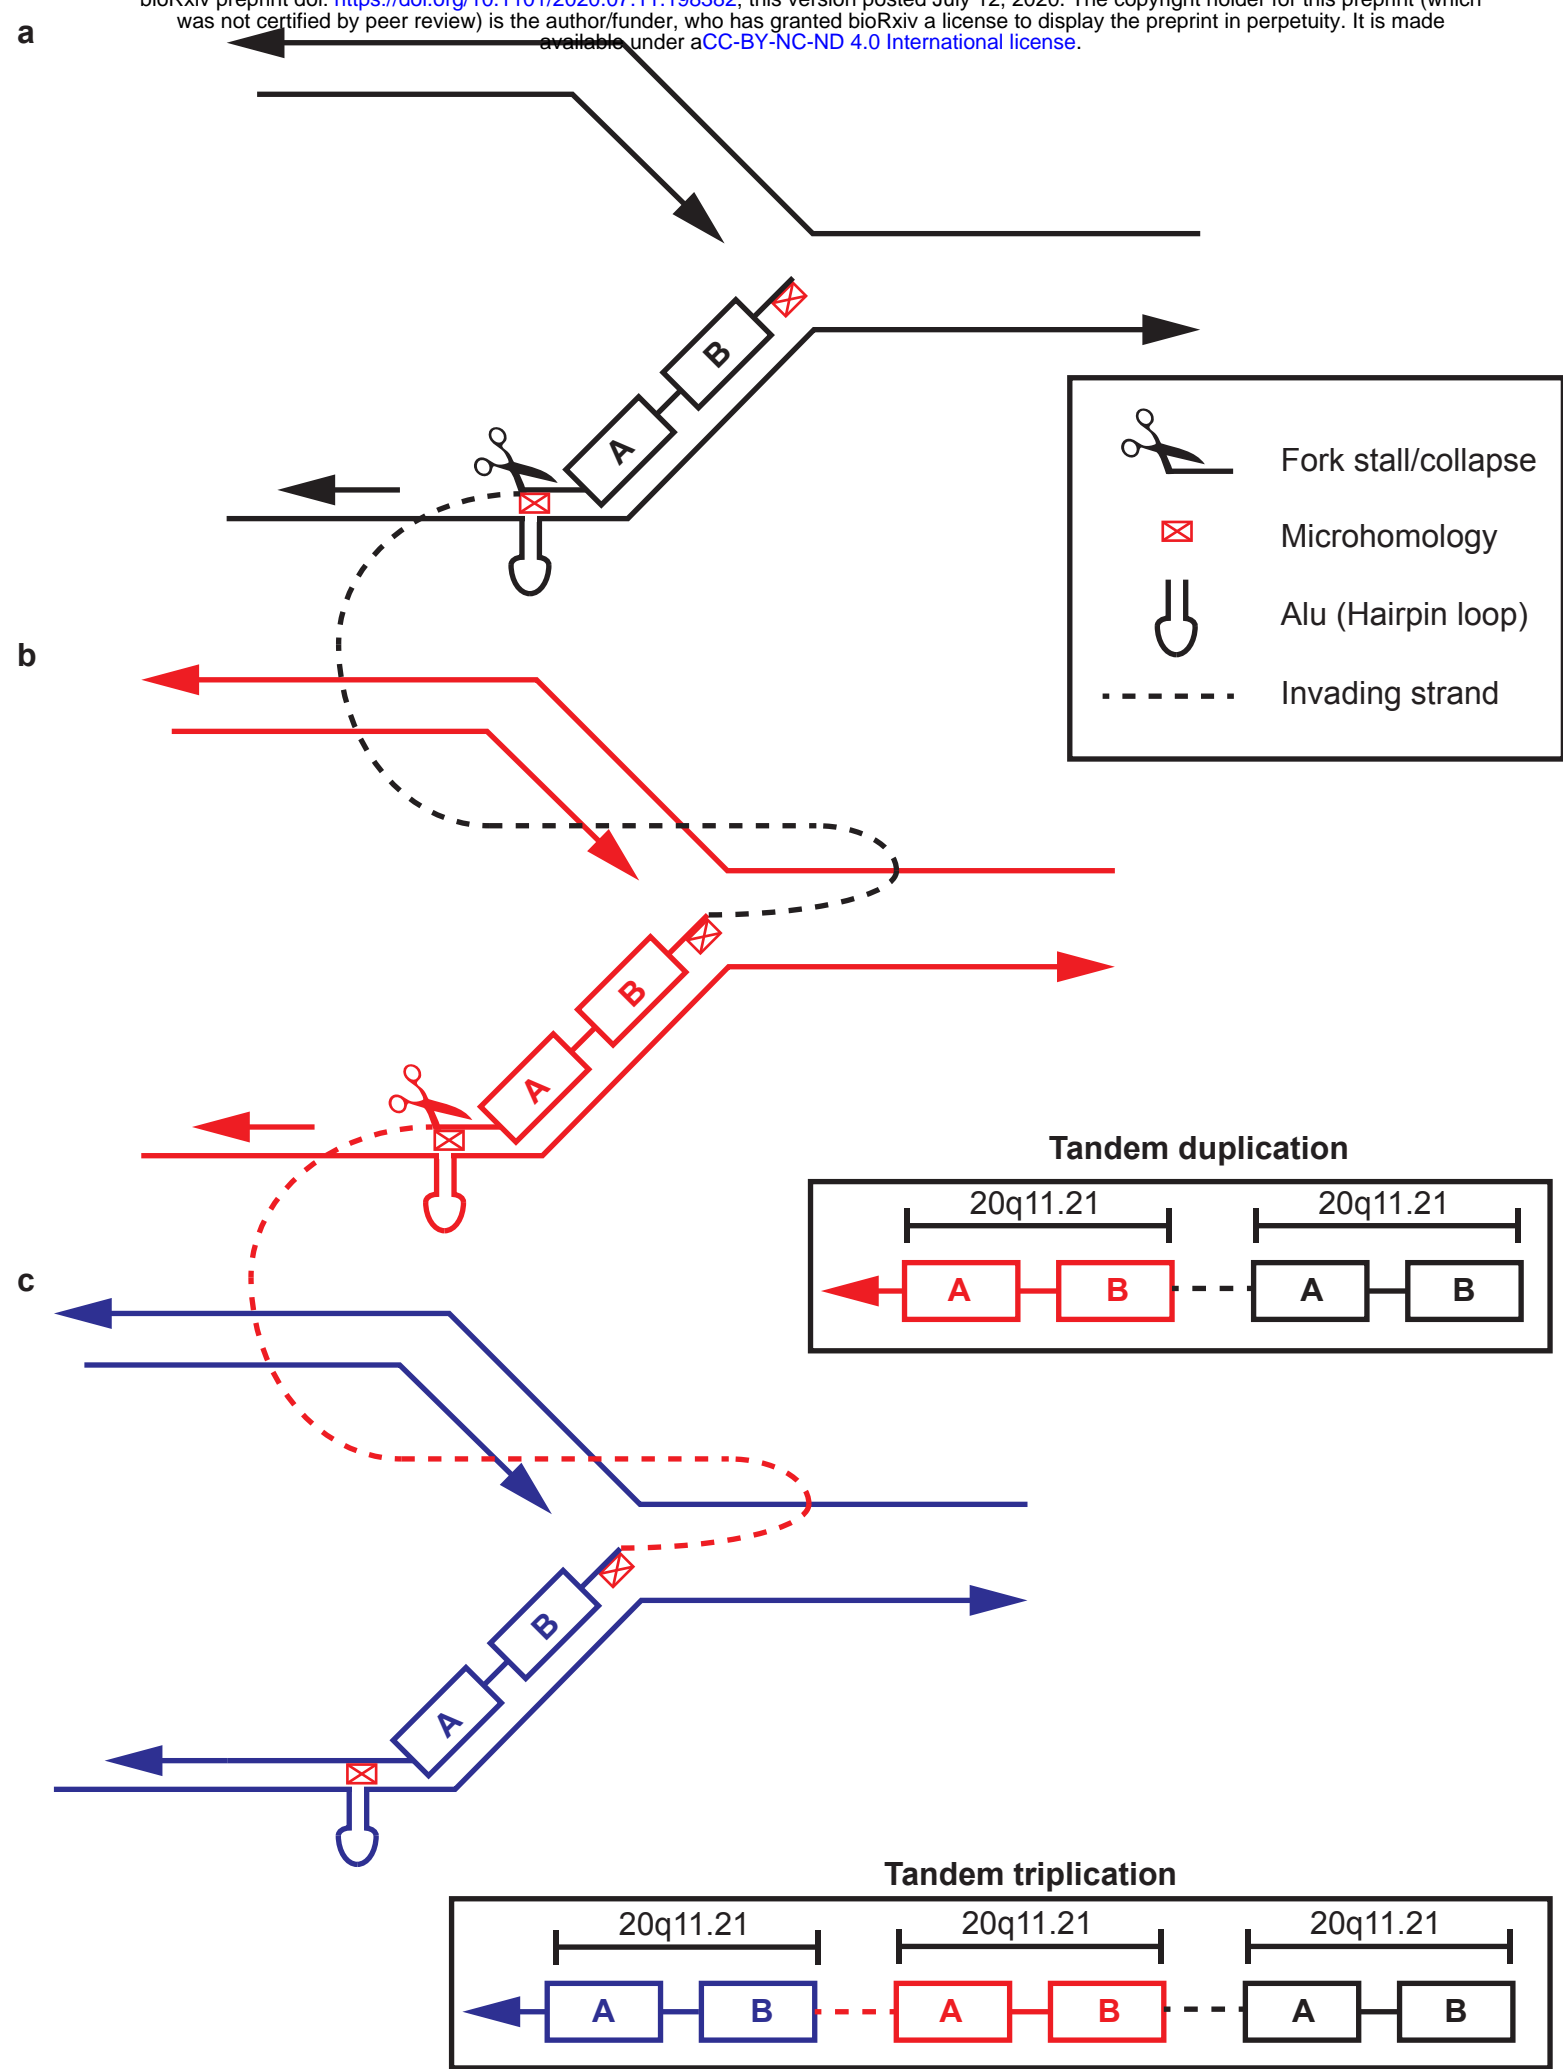 was not certified by peer review) is the author/funder, who has granted bioRxiv a license to display the preprint in perpetuity. It is made
available under aCC-BY-NC-ND 4.0 International license.
a
B
A
Fork stall/collapse
Microhomology
Alu (Hairpin loop)
Invading strand
b
B
A
Tandem duplication
20q11.21 20q11.21
A B A B
c
B
A
Tandem triplication
20q11.21 20q11.21 20q11.21
A B A B A B